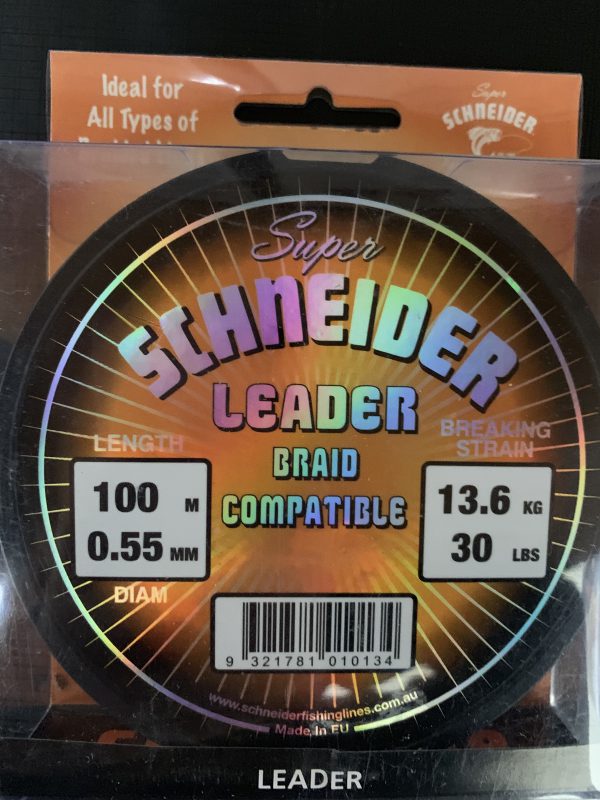 Ideal for
All Types of
Super
SCHNEIDER
Super
SCHNEIDER
LEADER
BRAID
COMPATIBLE
LENGTH
100 M
0.55 MM
DIAM
BREAKING
STRAIN
13.6 KG
30 LBS
9 321781 010134
www.schneiderfishinglines.com.au
Made In EU
LEADER